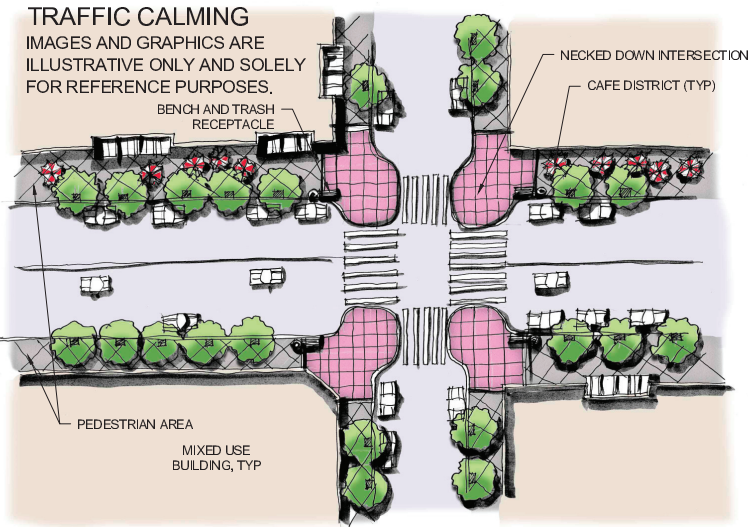 TRAFFIC CALMING
IMAGES AND GRAPHICS ARE
ILLUSTRATIVE ONLY AND SOLELY
FOR REFERENCE PURPOSES.
BENCH AND TRASH
RECEPTACLE
NECKED DOWN INTERSECTION
CAFE DISTRICT (TYP)
PEDESTRIAN AREA
MIXED USE
BUILDING, TYP